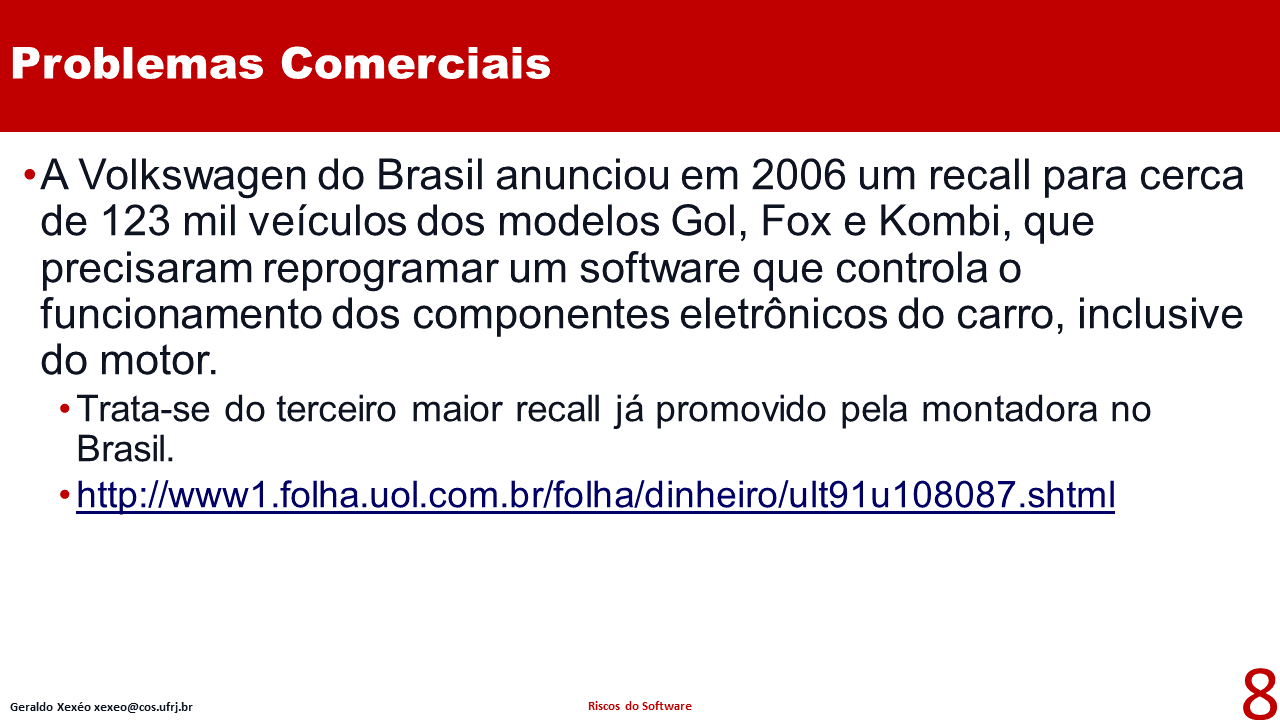 Problemas Comerciais
•A Volkswagen do Brasil anunciou em 2006 um recall para cerca
de 123 mil veículos dos modelos Gol, Fox e Kombi, que
precisaram reprogramar um software que controla o
funcionamento dos componentes eletrônicos do carro, inclusive
do motor.
•Trata-se do terceiro maior recall já promovido pela montadora no
Brasil.
•http://www1.folha.uol.com.br/folha/dinheiro/ult91u108087.shtml
Geraldo Xexéo xexeo@cos.ufrj.br
Riscos do Software
8